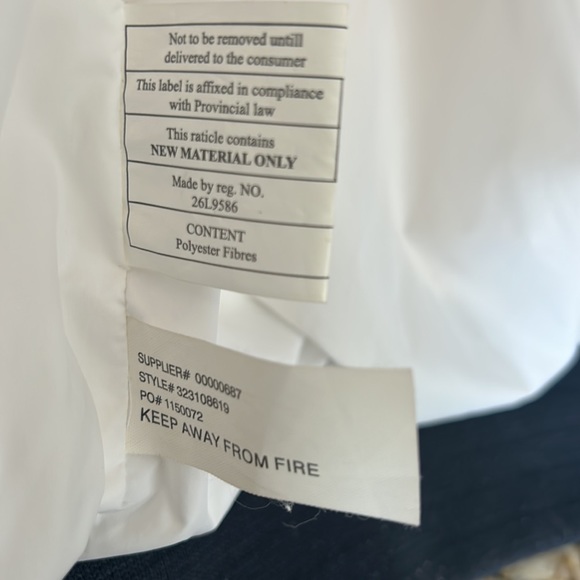 Not to be removed untill
delivered to the consumer
This label is affixed in compliance
with Provincial law
This raticle contains
NEW MATERIAL ONLY
Made by reg. NO.
26L9586
CONTENT
Polyester Fibres
SUPPLIER# 00000687
STYLE# 323108619
PO# 1150072
KEEP AWAY FROM FIRE